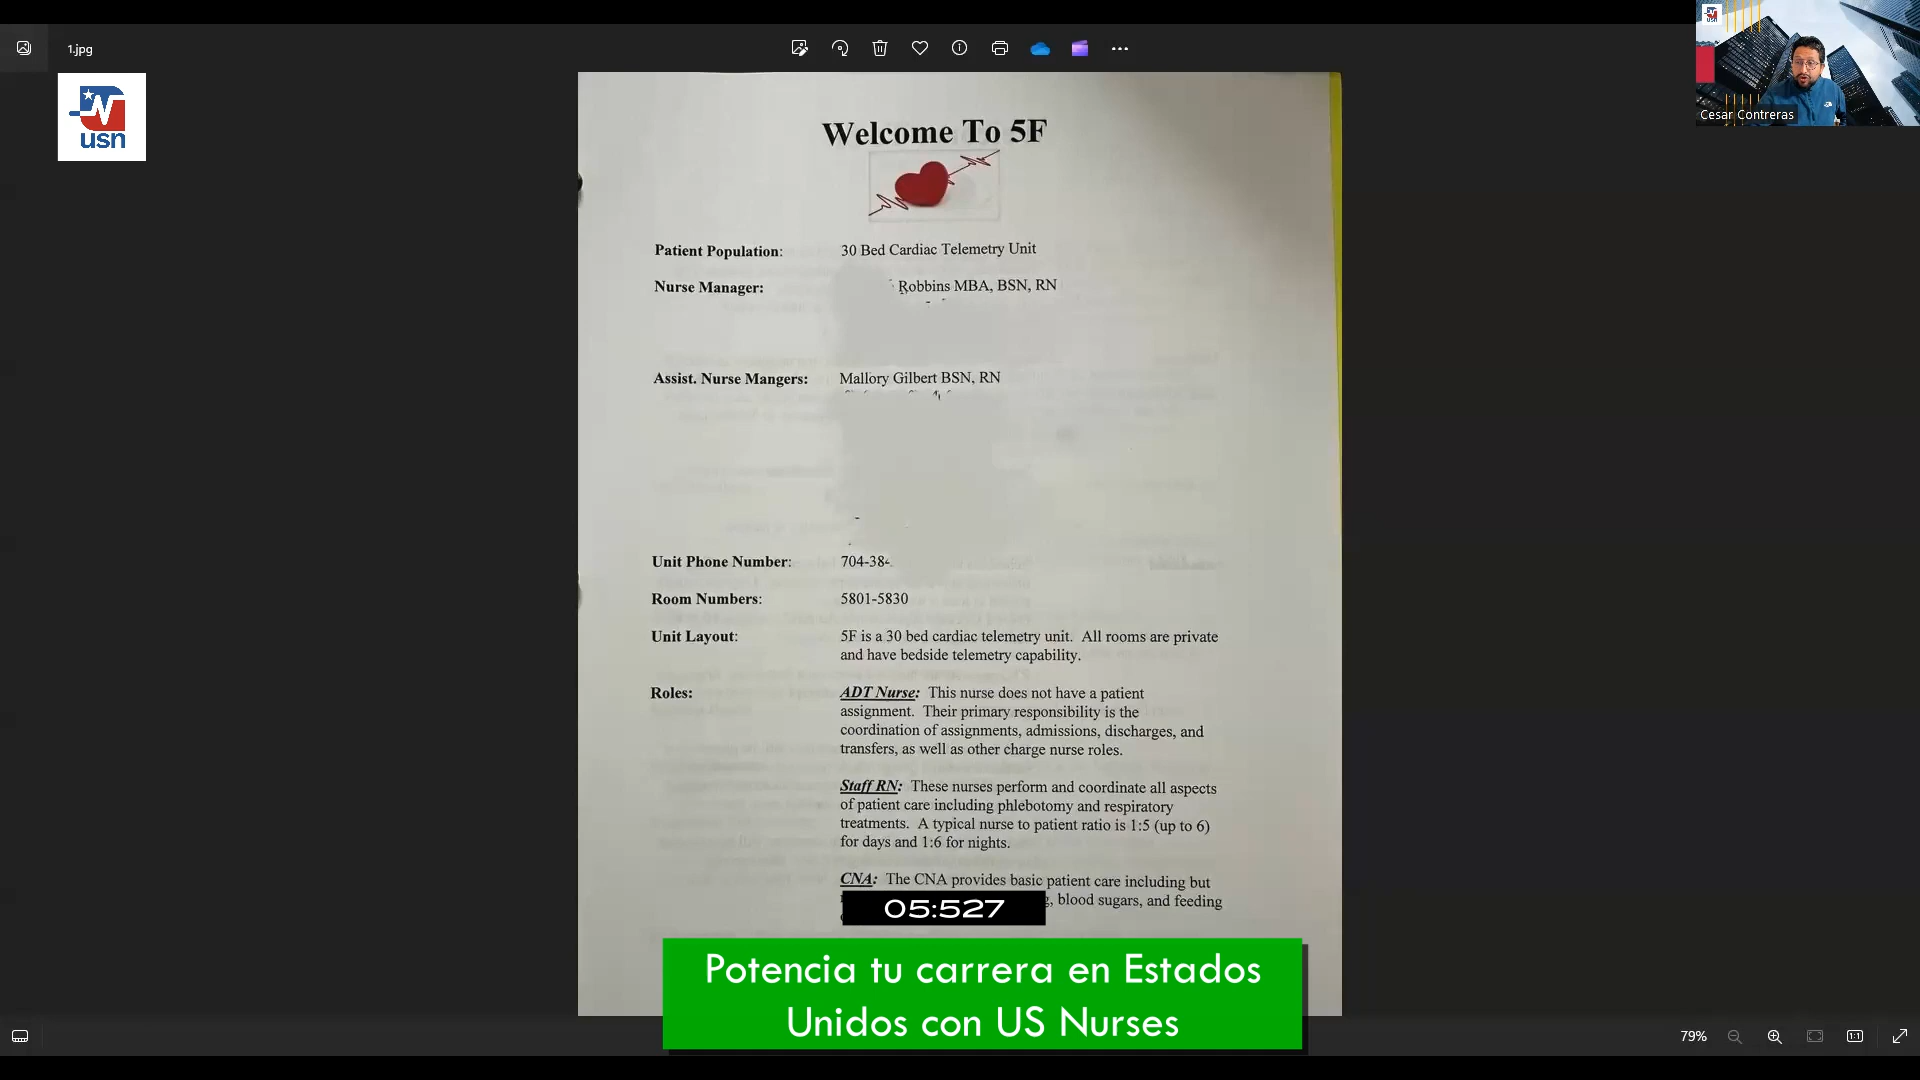 1.jpg
usn
usn
Cesar Contreras
Welcome To 5F
Patient Population: 30 Bed Cardiac Telemetry Unit
Nurse Manager: Robbins MBA, BSN, RN
Assist. Nurse Mangers: Mallory Gilbert BSN, RN
Unit Phone Number: 704-384
Room Numbers: 5801-5830
Unit Layout: 5F is a 30 bed cardiac telemetry unit. All rooms are private
and have bedside telemetry capability.
Roles: ADT Nurse: This nurse does not have a patient
assignment. Their primary responsibility is the
coordination of assignments, admissions, discharges, and
transfers, as well as other charge nurse roles.
Staff RN: These nurses perform and coordinate all aspects
of patient care including phlebotomy and respiratory
treatments. A typical nurse to patient ratio is 1:5 (up to 6)
for days and 1:6 for nights.
CNA: The CNA provides basic patient care including but
blood sugars, and feeding
05:527
Potencia tu carrera en Estados
Unidos con US Nurses
79%
1:1